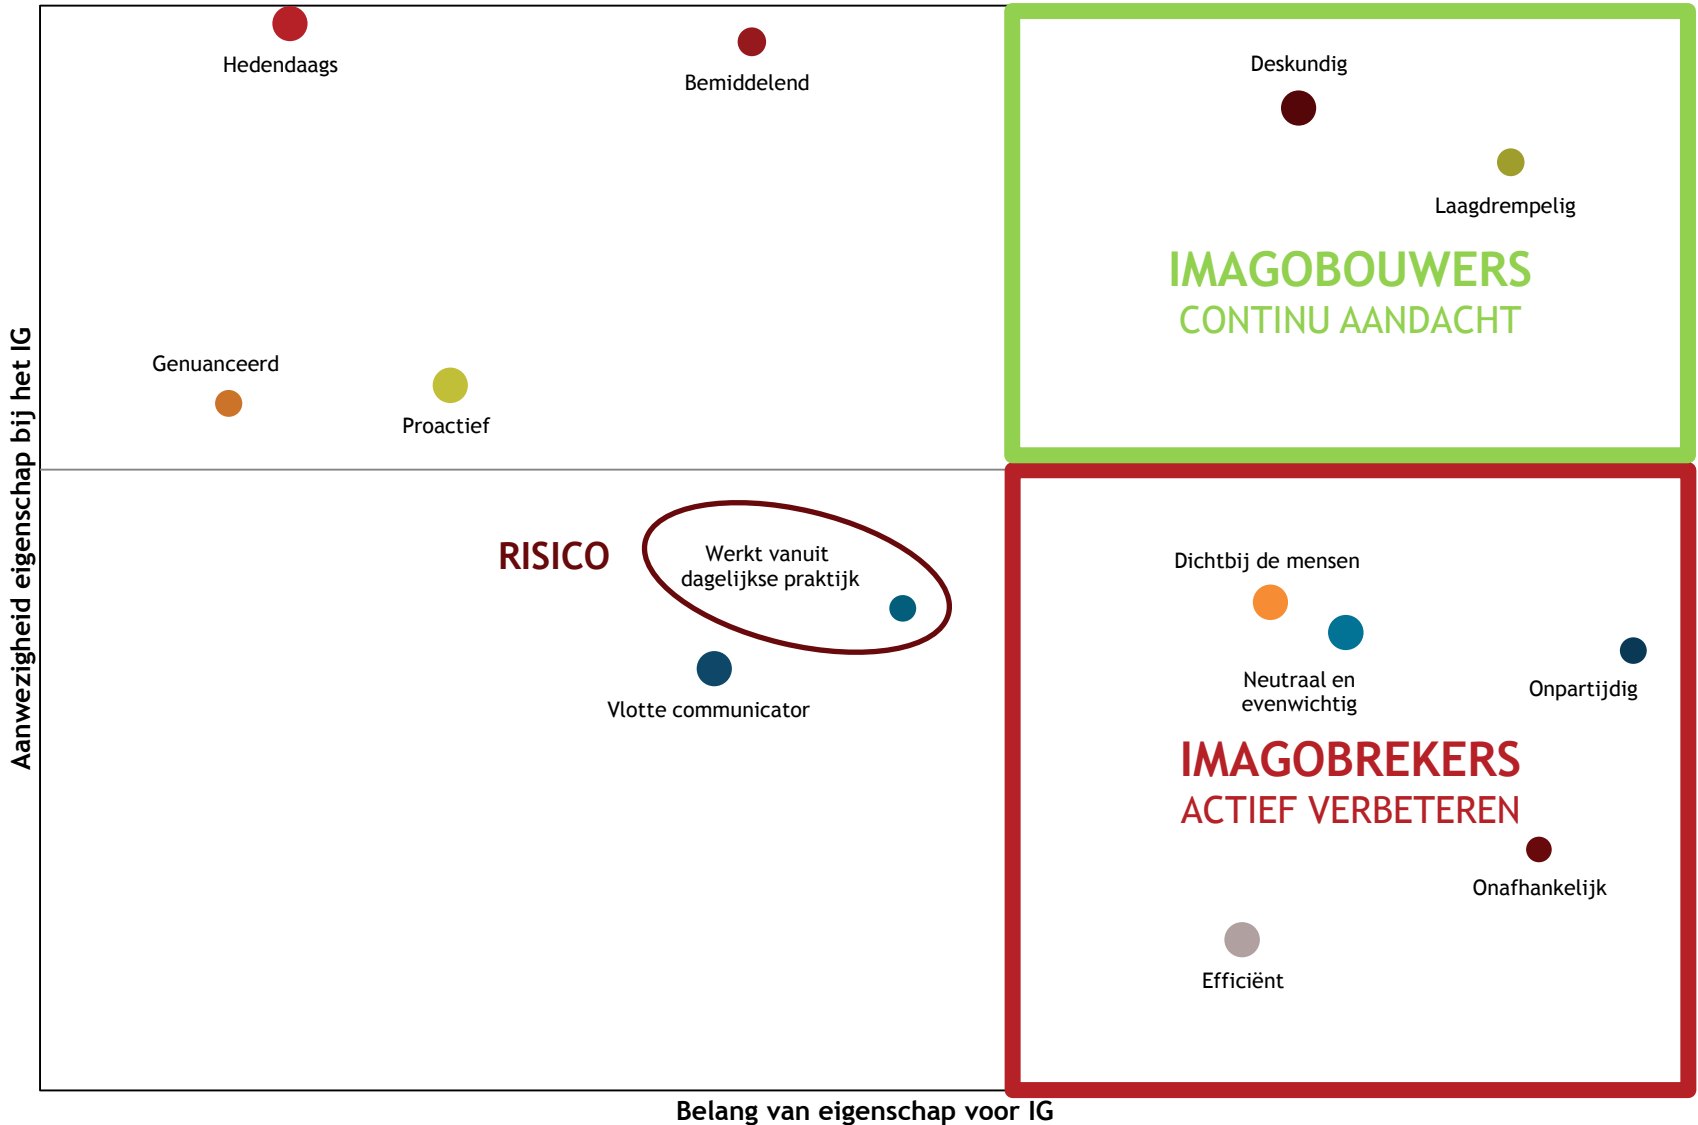 Hedendaags
Bemiddelend
Deskundig
Laagdrempelig
IMAGOBOUWERS
CONTINU AANDACHT
Genuanceerd
Proactief
Aanwezigheid eigenschap bij het IG
RISICO
Werkt vanuit
dagelijkse praktijk
Vlotte communicator
Dichtbij de mensen
Neutraal en
evenwichtig
Onpartijdig
IMAGOBREKERS
ACTIEF VERBETEREN
Onafhankelijk
Efficiënt
Belang van eigenschap voor IG